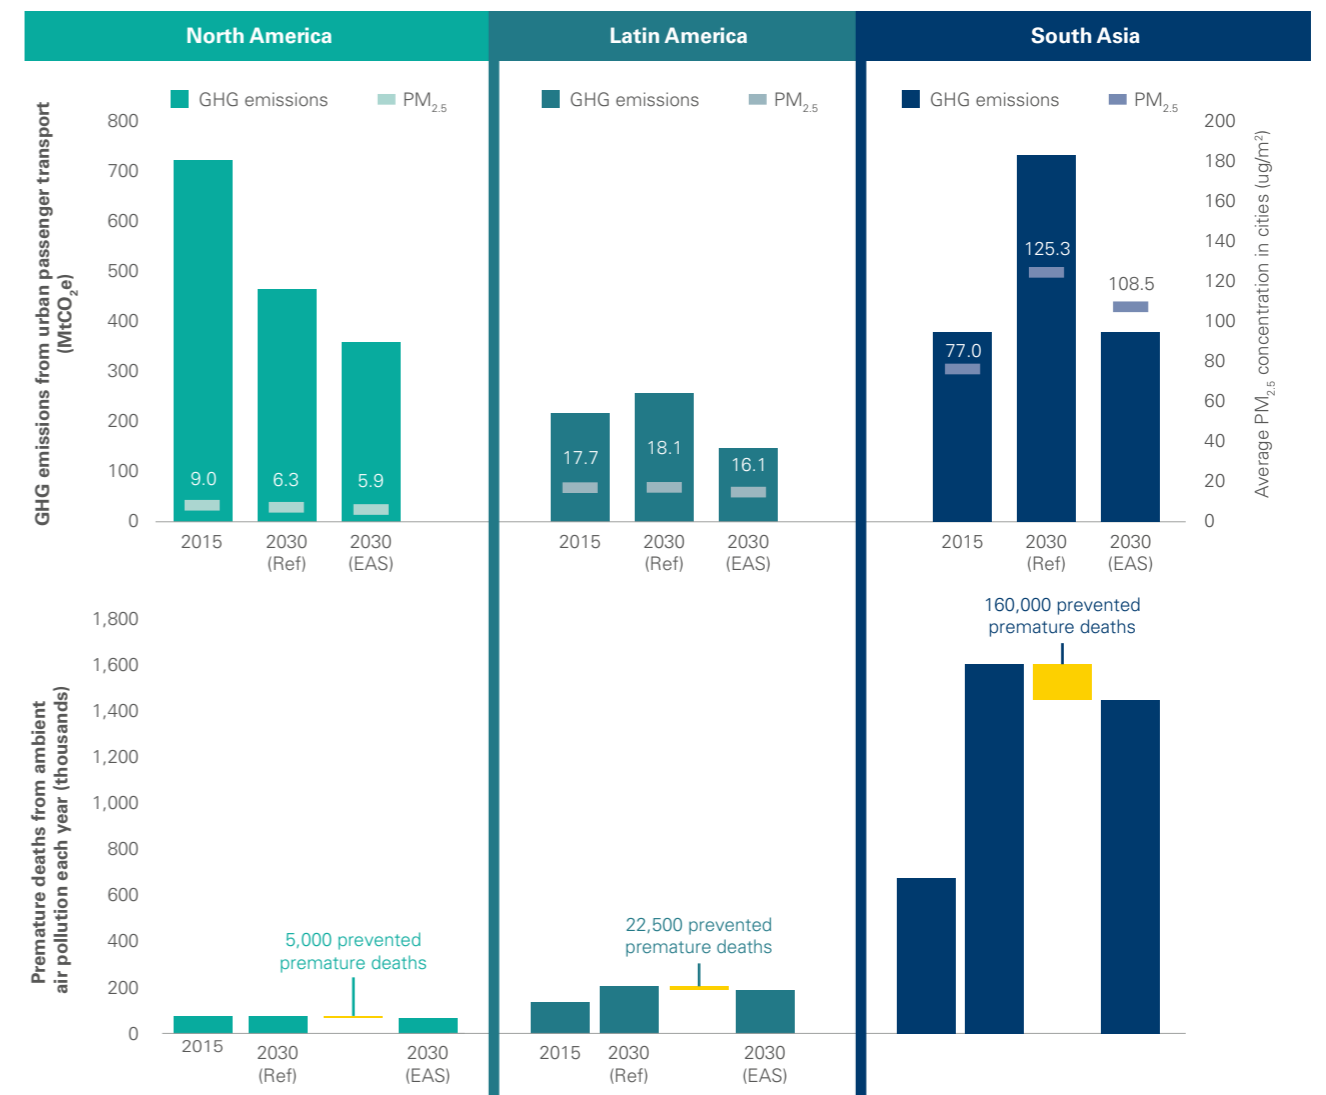 North America
Latin America
South Asia
GHG emissions
PM2.5
GHG emissions
PM2.5
GHG emissions
PM2.5
GHG emissions from urban passenger transport
(MtCO2e)
800
700
600
500
400
300
200
100
0
9.0
6.3
5.9
2015
2030
(Ref)
2030
(EAS)
17.7
18.1
16.1
2015
2030
(Ref)
2030
(EAS)
77.0
125.3
108.5
2015
2030
(Ref)
2030
(EAS)
200
180
160
140
120
100
80
60
40
20
0
Average PM2.5 concentration in cities (ug/m²)
Premature deaths from ambient
air pollution each year (thousands)
1,800
1,600
1,400
1,200
1,000
800
600
400
200
0
5,000 prevented
premature deaths
2015
2030
(Ref)
2030
(EAS)
22,500 prevented
premature deaths
2015
2030
(Ref)
2030
(EAS)
160,000 prevented
premature deaths